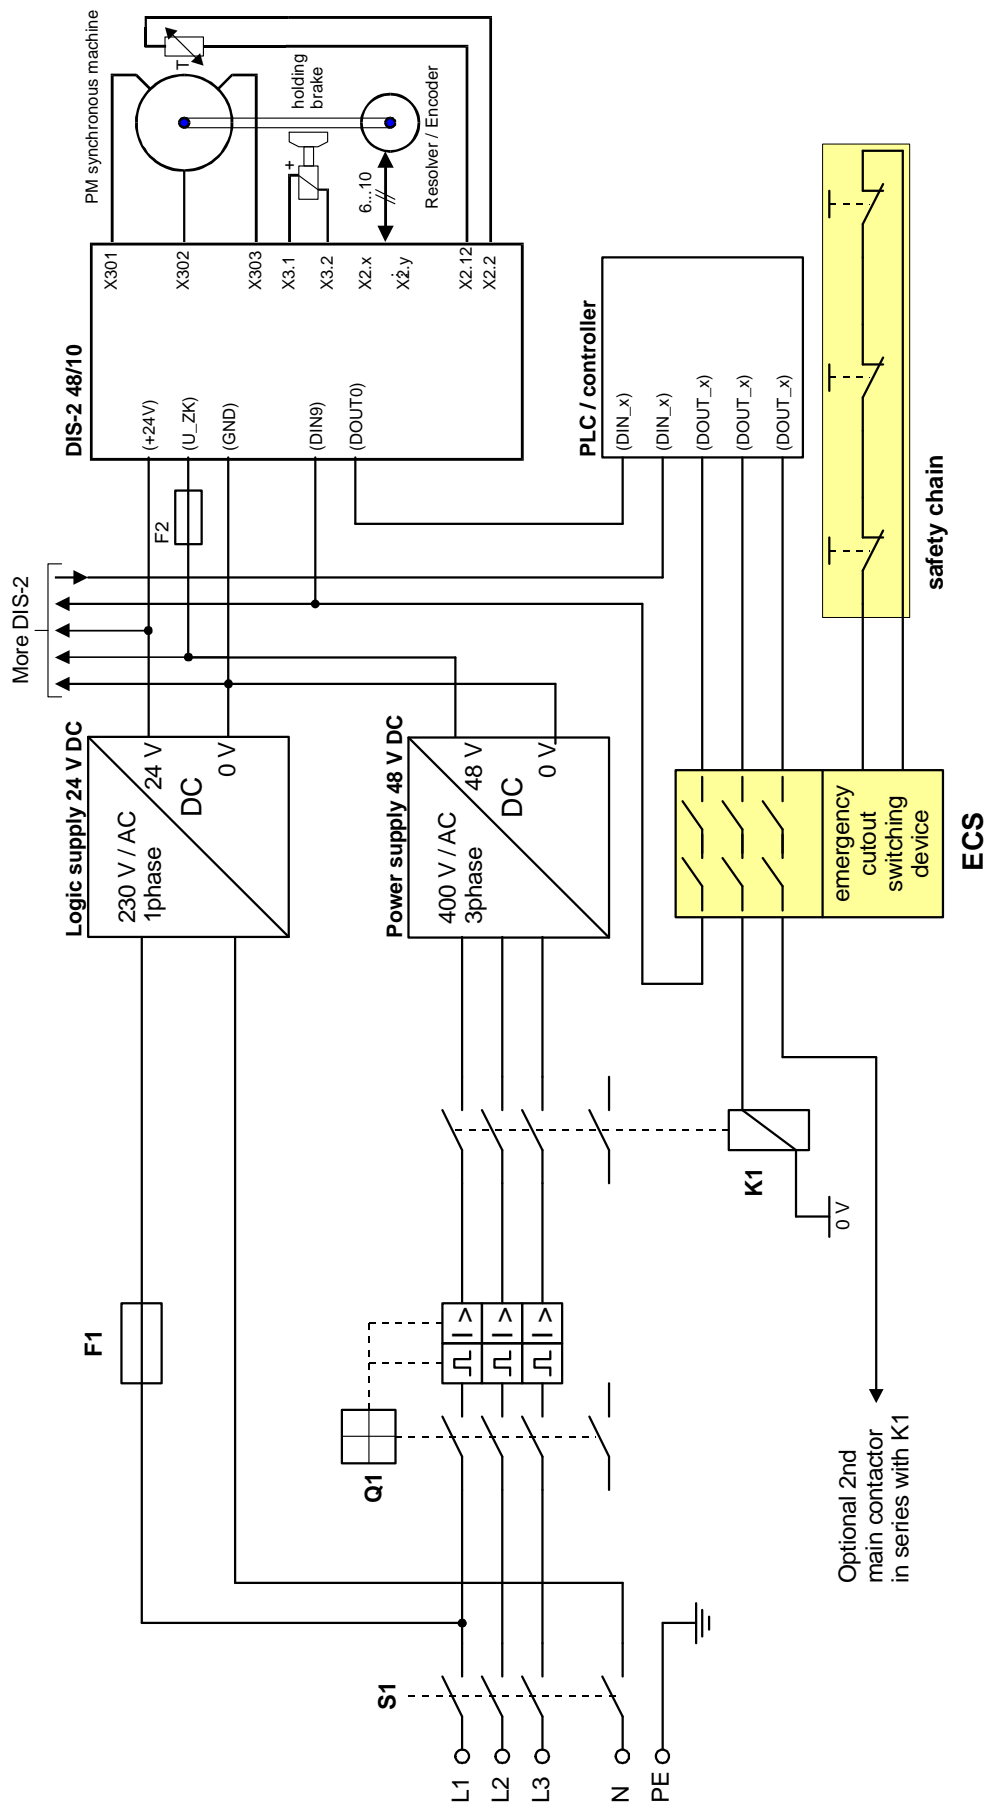 L1
L2
L3
N
PE
S1
Q1
F1
I >
I >
I >
K1
0 V
Optional 2nd
main contactor
in series with K1
Logic supply 24 V DC
230 V / AC
1phase
24 V
DC
0 V
Power supply 48 V DC
400 V / AC
3phase
48 V
DC
0 V
emergency
cutout
switching
device
ECS
More DIS-2
F2
safety chain
DIS-2 48/10
(+24V)
(U_ZK)
(GND)
(DIN9)
(DOUT0)
X301
X302
X303
X3.1
X3.2
X2.x
X2.y
X2.12
X2.2
PLC / controller
(DIN_x)
(DIN_x)
(DOUT_x)
(DOUT_x)
(DOUT_x)
PM synchronous machine
T
+
holding
brake
6...10
Resolver / Encoder